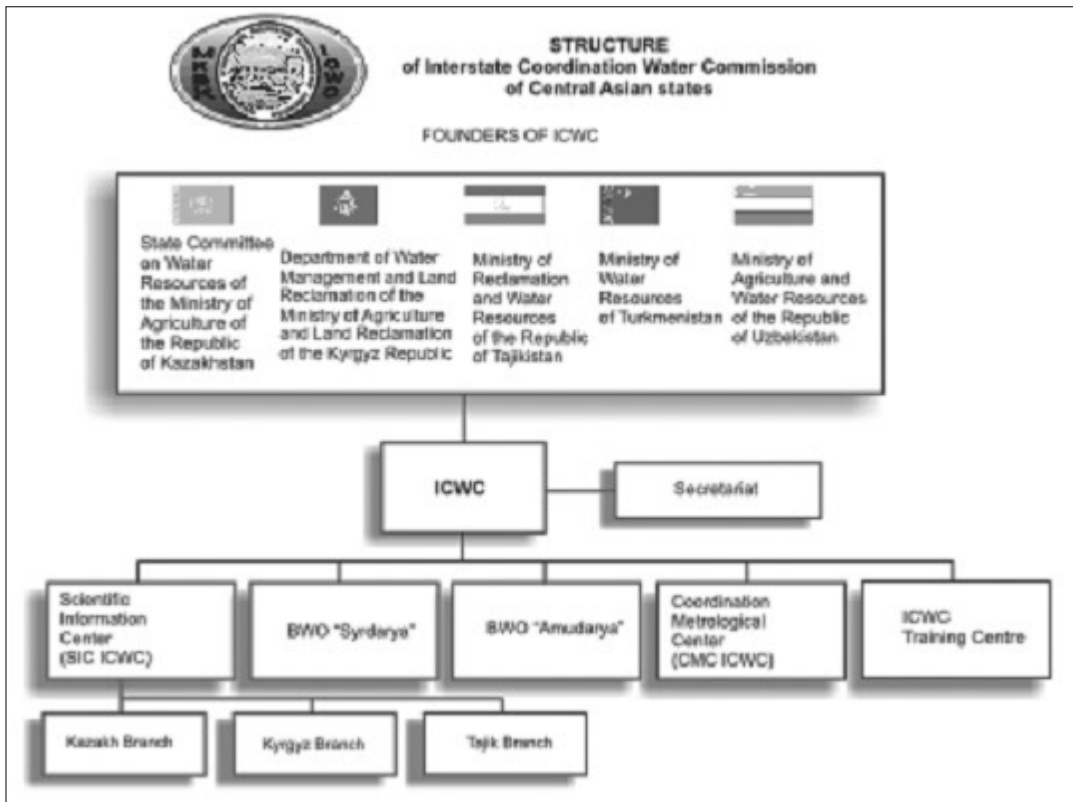 МКВК
ICWC
STRUCTURE
of Interstate Coordination Water Commission
of Central Asian states
FOUNDERS OF ICWC
State Committee
on Water
Resources of
the Ministry of
Agriculture of
the Republic
of Kazakhstan
Department of Water
Management and Land
Reclamation of the
Ministry of Agriculture
and Land Reclamation
of the Kyrgyz Republic
Ministry of
Reclamation
and Water
Resources
of the Republic
of Tajikistan
Ministry of
Water
Resources
of Turkmenistan
Ministry of
Agriculture and
Water Resources
of the Republic
of Uzbekistan
ICWC
Secretariat
Scientific
Information
Center
(SIC ICWC)
BWO "Syrdarya"
BWO "Amudarya"
Coordination
Metrological
Center
(CMC ICWC)
ICWC
Training Centre
Kazakh Branch
Kyrgyz Branch
Tajik Branch